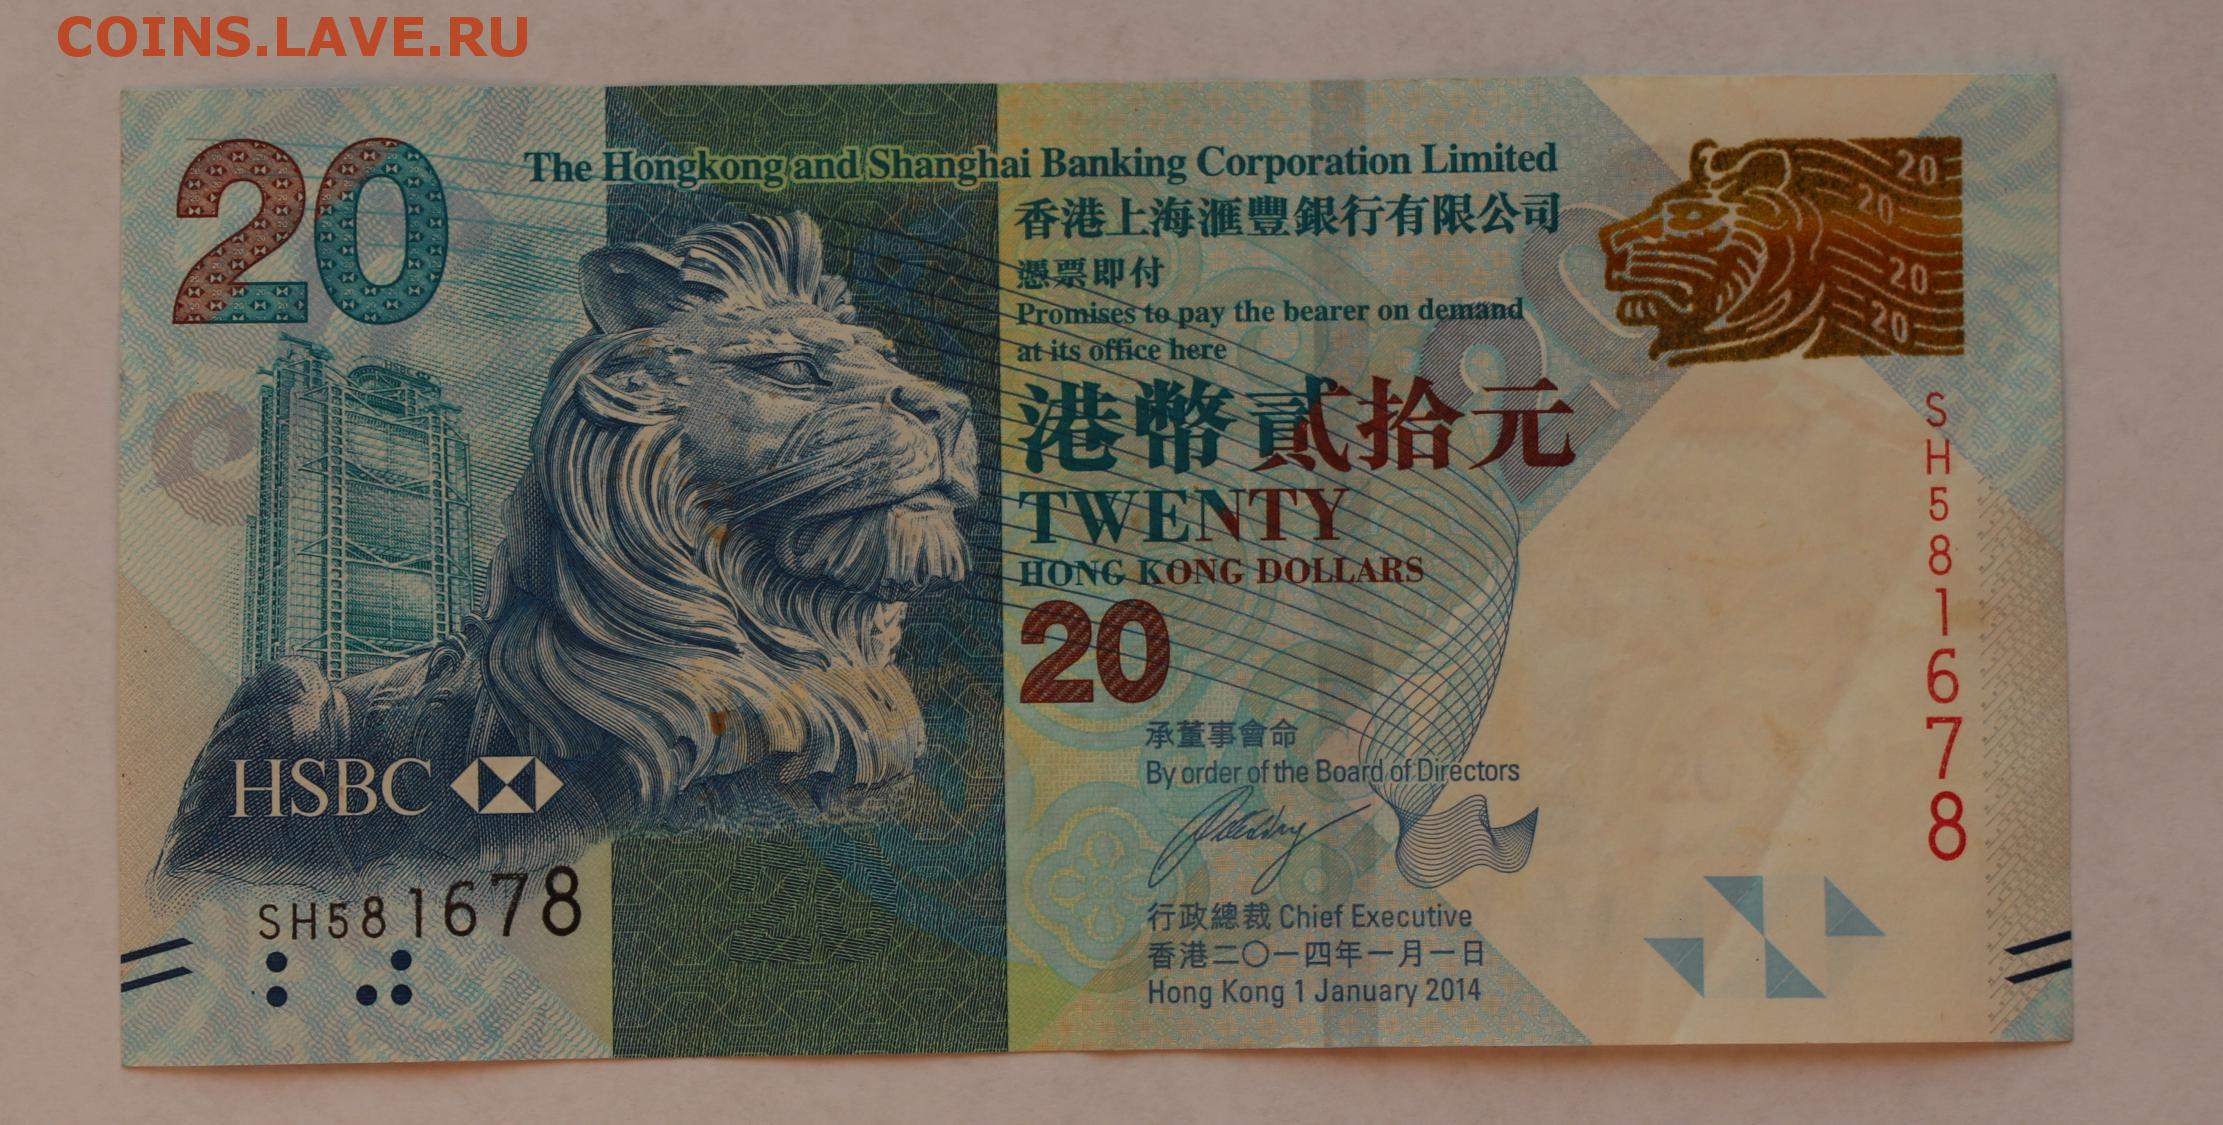 COINS.LAVE.RU
20
The Hongkong and Shanghai Banking Corporation Limited
香港上海滙豐銀行有限公司
憑票即付
Promises to pay the bearer on demand
at its office here
港幣貳拾元
TWENTY
HONG KONG DOLLARS
20
承董事會命
By order of the Board of Directors
行政總裁 Chief Executive
香港二〇一四年一月一日
Hong Kong 1 January 2014
HSBC
SH581678
20
20
20
20
SH581678